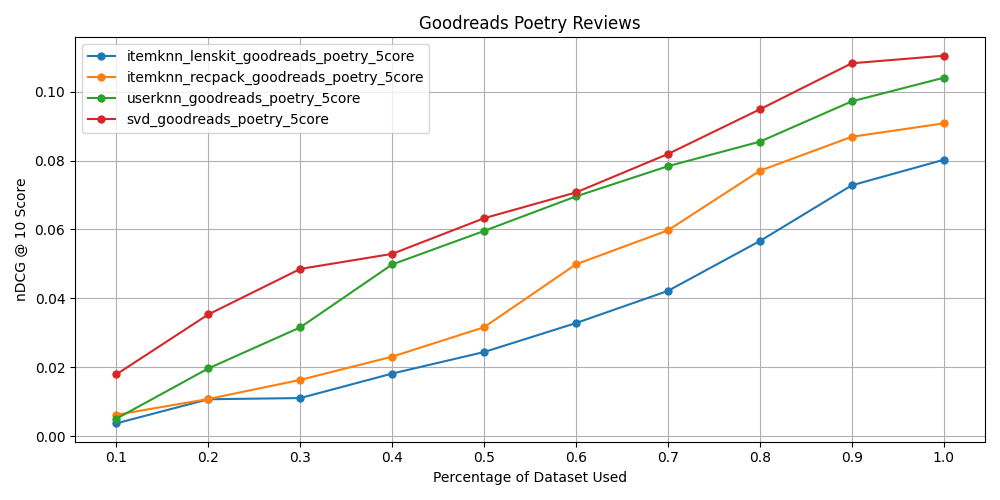 Goodreads Poetry Reviews
itemknn_lenskit_goodreads_poetry_5core
itemknn_recpack_goodreads_poetry_5core
userknn_goodreads_poetry_5core
svd_goodreads_poetry_5core
nDCG @ 10 Score
0.10
0.08
0.06
0.04
0.02
0.00
0.1 0.2 0.3 0.4 0.5 0.6 0.7 0.8 0.9 1.0
Percentage of Dataset Used